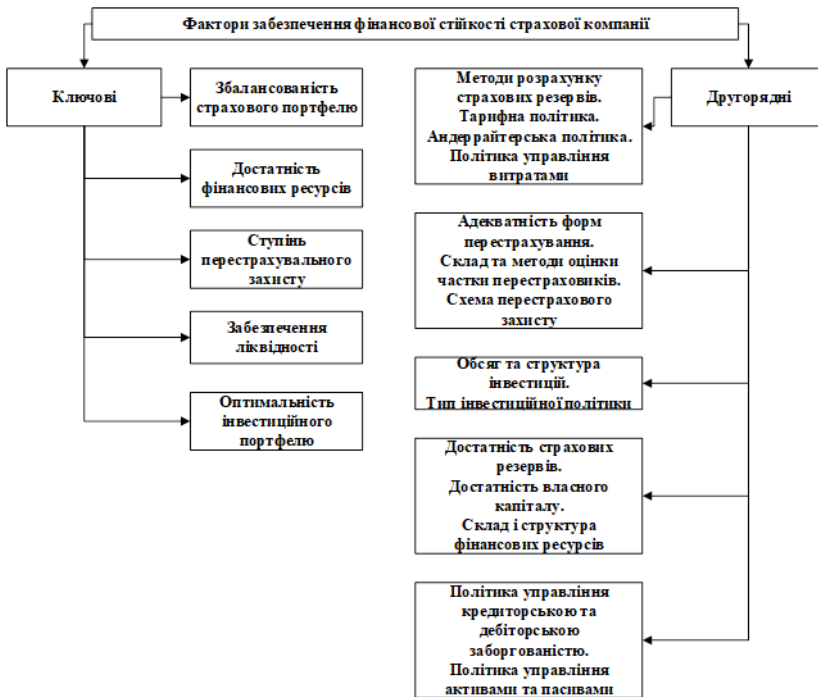 Фактори забезпечення фінансової стійкості страхової компанії
Ключові
Збалансованість
страхового портфелю
Достатність
фінансових ресурсів
Ступінь
перестрахувального
захисту
Забезпечення
ліквідності
Оптимальність
інвестиційного
портфелю
Другорядні
Методи розрахунку
страхових резервів.
Тарифна політика.
Андеррайтерська політика.
Політика управління
витратами
Адекватність форм
перестрахування.
Склад та методи оцінки
частки перестраховиків.
Схема перестрахового
захисту
Обсяг та структура
інвестицій.
Тип інвестиційної політики
Достатність страхових
резервів.
Достатність власного
капіталу.
Склад і структура
фінансових ресурсів
Політика управління
кредиторською та
дебіторською
заборгованістю.
Політика управління
активами та пасивами